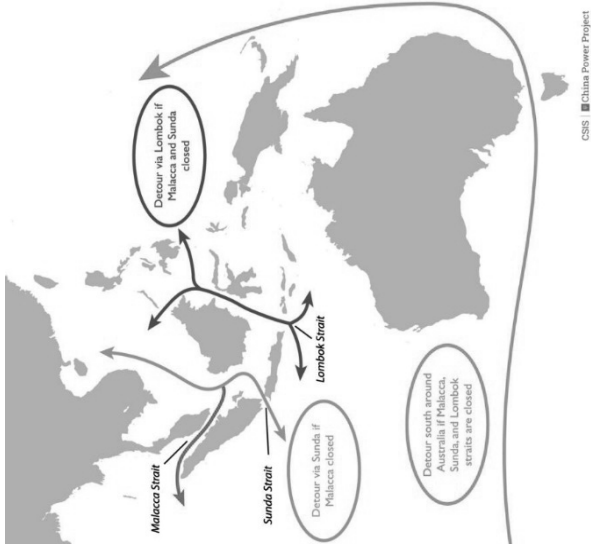 Malacca Strait
Sunda Strait
Lombok Strait
Detour via Sunda if
Malacca closed
Detour via Lombok if
Malacca and Sunda
closed
Detour south around
Australia if Malacca,
Sunda, and Lombok
straits are closed
CSIS | China Power Project